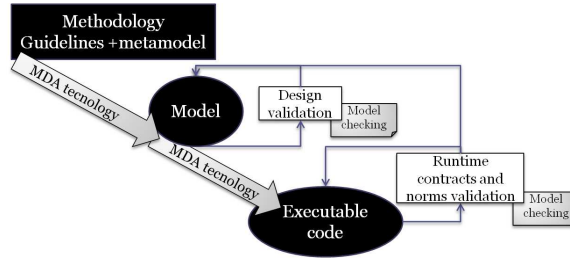 Methodology
Guidelines +metamodel
MDA tecnology
Model
Design
validation
Model
checking
MDA tecnology
Runtime
contracts and
norms validation
Model
checking
Executable
code